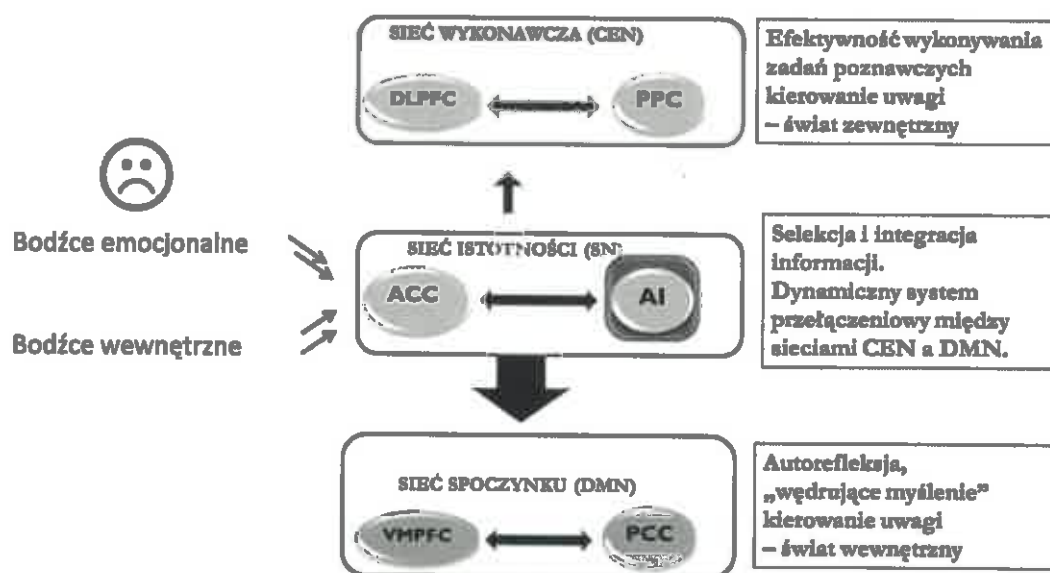 SIEĆ WYKONAWCZA (CEN)
DLPFC
PPC
Efektywność wykonywania
zadań poznawczych
kierowanie uwagi
– świat zewnętrzny
Bodźce emocjonalne
Bodźce wewnętrzne
SIEĆ ISTOTNOŚCI (SN)
ACC
AI
Selekcja i integracja
informacji.
Dynamiczny system
przełączeniowy między
sieciami CEN a DMN.
SIEĆ SPOCZYNKU (DMN)
VMPFC
PCC
Autorefleksja,
„wędrujące myślenie”
kierowanie uwagi
– świat wewnętrzny